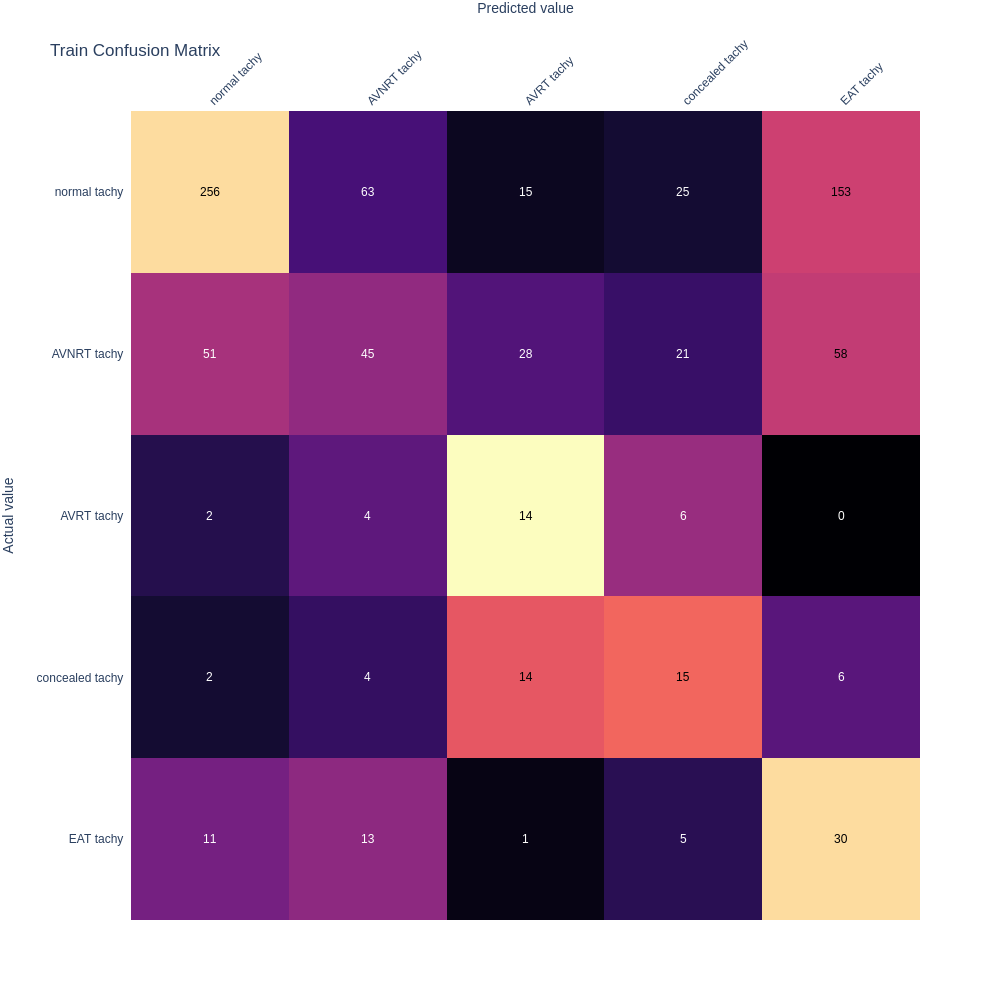 Predicted value
Train Confusion Matrix
normal tachy AVNRT tachy AVRT tachy concealed tachy EAT tachy
normal tachy 256 63 15 25 153
AVNRT tachy 51 45 28 21 58
AVRT tachy 2 4 14 6 0
Actual value
concealed tachy 2 4 14 15 6
EAT tachy 11 13 1 5 30